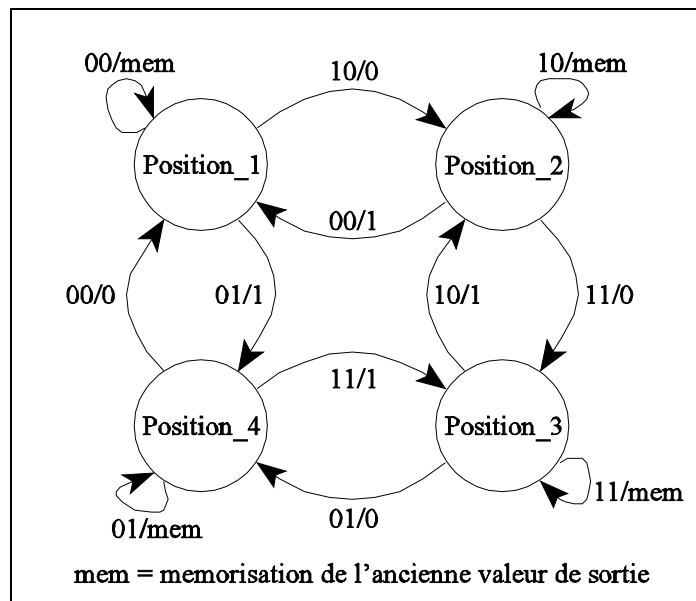 00/mem
10/0
10/mem
Position_1
Position_2
00/1
00/0
01/1
10/1
11/0
11/1
Position_4
Position_3
01/mem
01/0
11/mem
mem = memorisation de l'ancienne valeur de sortie